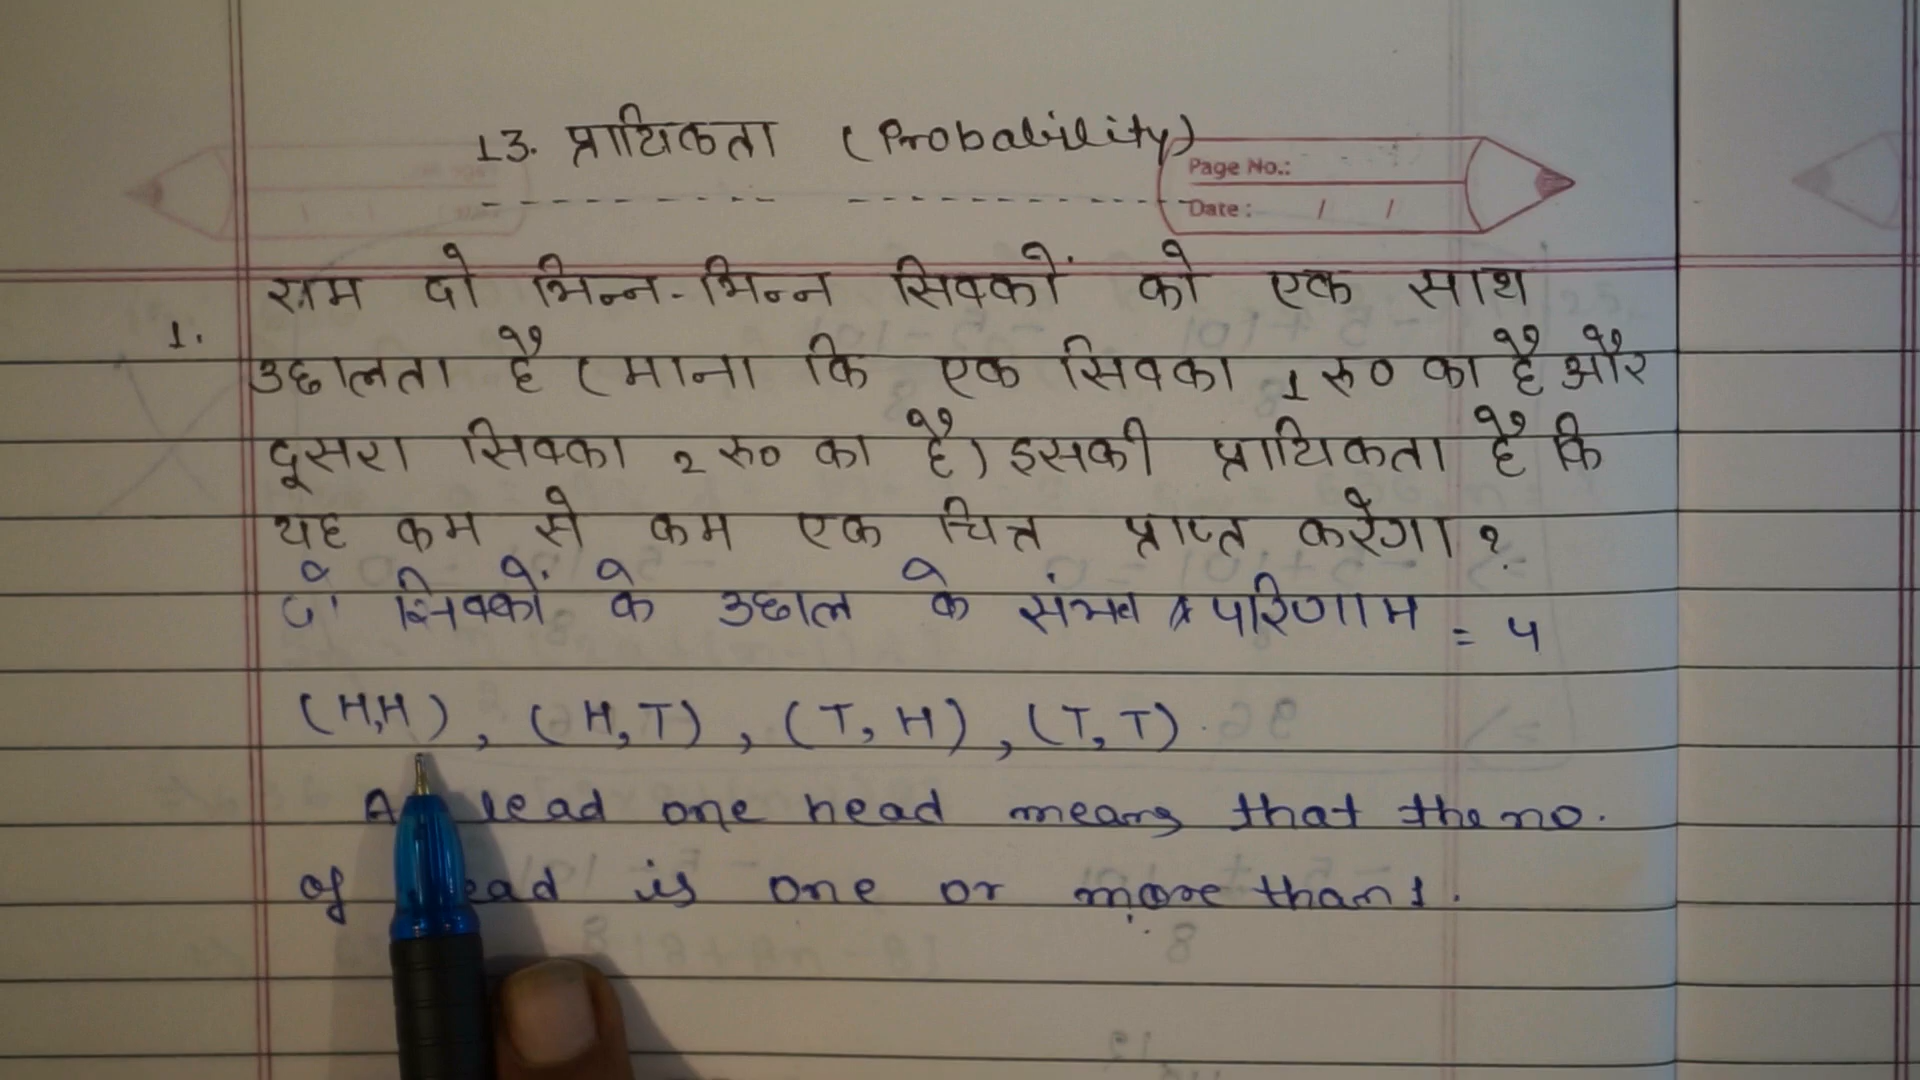 13. प्रायिकता (Probability)
Page No.:
Date: / /
राम दो भिन्न-भिन्न सिक्कों को एक साथ
1. उछालता है (माना कि एक सिक्का 1 रु० का है और
दूसरा सिक्का 2 रु० का है) इसकी प्रायिकता है कि
यह कम से कम एक चित्त प्राप्त करेगा?
सिक्कों के उछाल के संभव परिणाम = 4
(H,H), (H,T), (T,H), (T,T)
lead one head means that the no.
of is one or more than 1.